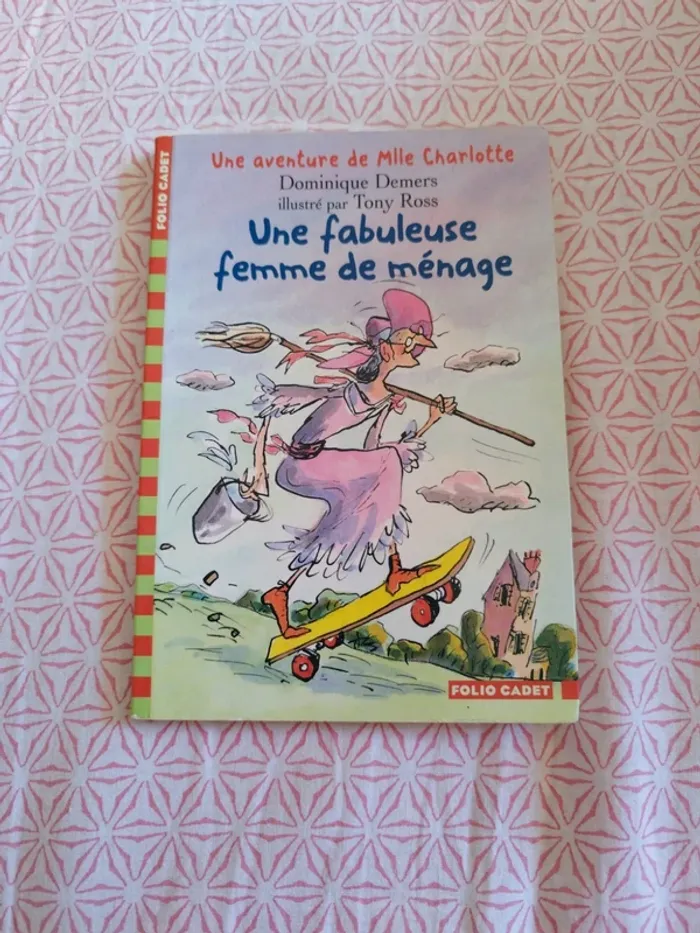 FOLIO CADET
Une aventure de Mlle Charlotte
Dominique Demers
illustré par Tony Ross
Une fabuleuse
femme de ménage
FOLIO CADET